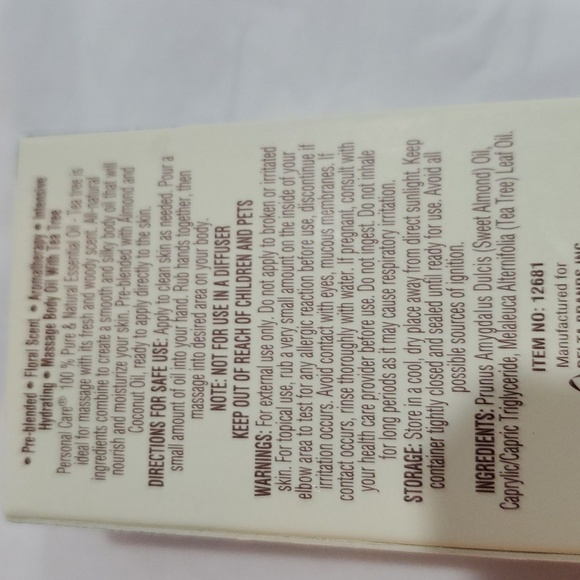 • Pre-blended • Floral Scent • Aromatherapy • Intensive
Hydrating • Massage Body Oil With Tea Tree
Personal Care® 100 % Pure & Natural Essential Oil - Tea tree is
ideal for massage with its fresh and woody scent. All-natural
ingredients combine to create a smooth and silky body oil that will
nourish and moisturize your skin. Pre-blended with Almond and
Coconut Oil, ready to apply directly to the skin.
DIRECTIONS FOR SAFE USE: Apply to clean skin as needed. Pour a
small amount of oil into your hand. Rub hands together, then
massage into desired area on your body.
NOTE: NOT FOR USE IN A DIFFUSER
KEEP OUT OF REACH OF CHILDREN AND PETS
WARNINGS: For external use only. Do not apply to broken or irritated
skin. For topical use, rub a very small amount on the inside of your
elbow area to test for any allergic reaction before use, discontinue if
irritation occurs. Avoid contact with eyes, mucous membranes. If
contact occurs, rinse thoroughly with water. If pregnant, consult with
your health care provider before use. Do not ingest. Do not inhale
for long periods as it may cause respiratory irritation.
STORAGE: Store in a cool, dry place away from direct sunlight. Keep
container tightly closed and sealed until ready for use. Avoid all
possible sources of ignition.
INGREDIENTS: Prunus Amygdalus Dulcis (Sweet Almond) Oil,
Caprylic/Capric Triglyceride, Melaleuca Alternifolia (Tea Tree) Leaf Oil.
ITEM NO: 12681
Manufactured for